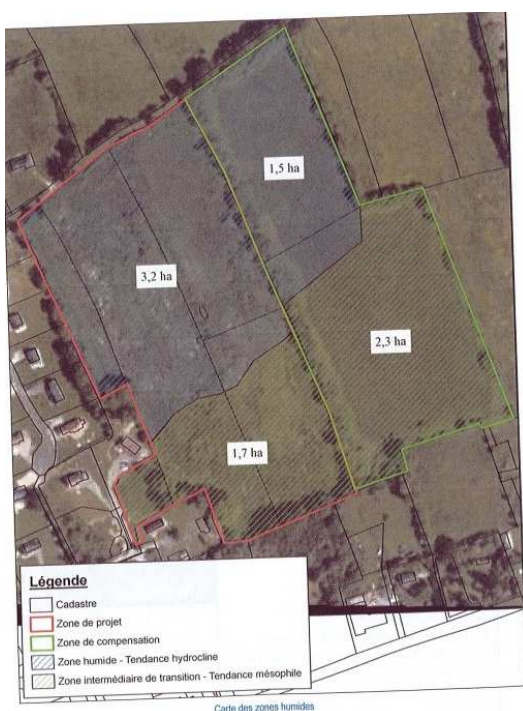 1,5 ha
3,2 ha
2,3 ha
1,7 ha
Légende
Cadastre
Zone de projet
Zone de compensation
Zone humide - Tendance hydrocline
Zone intermédiaire de transition - Tendance mésophile
Carte des zones humides